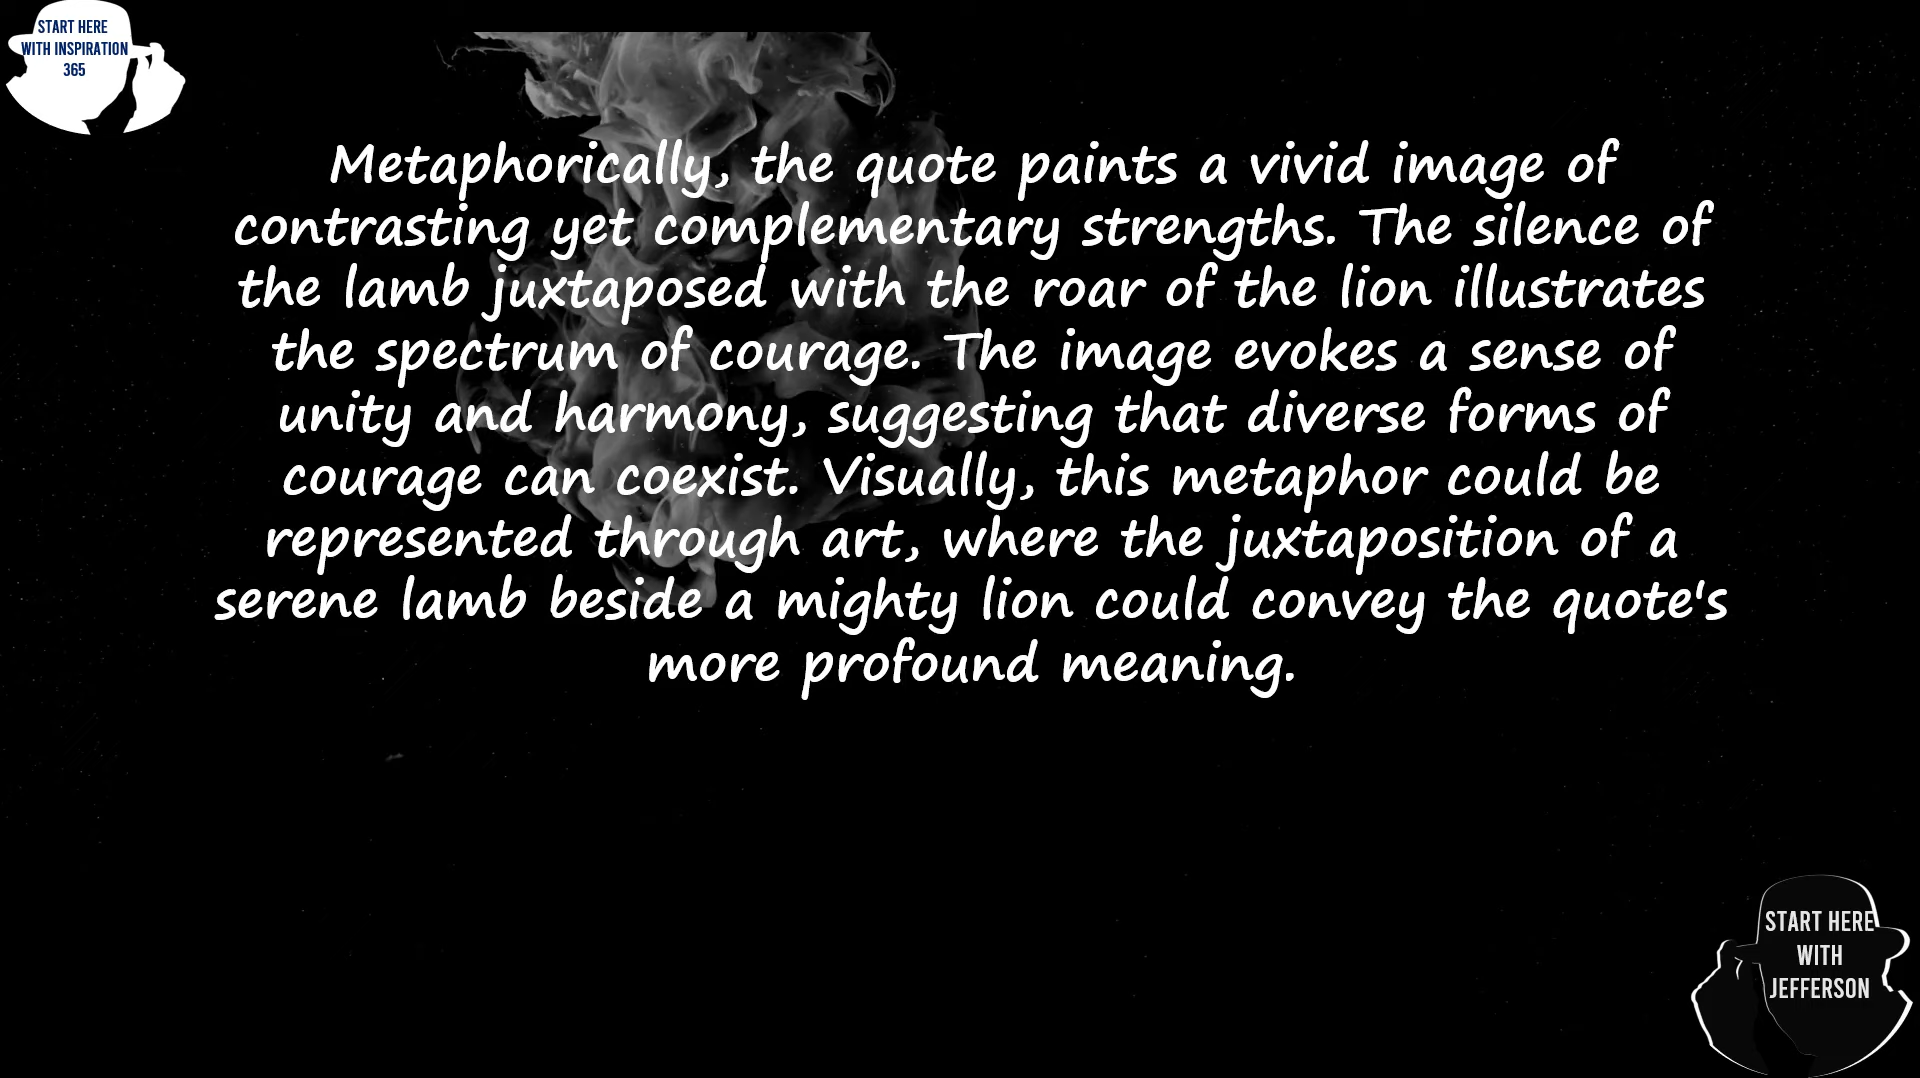 START HERE
WITH INSPIRATION
365
Metaphorically, the quote paints a vivid image of
contrasting yet complementary strengths. The silence of
the lamb juxtaposed with the roar of the lion illustrates
the spectrum of courage. The image evokes a sense of
unity and harmony, suggesting that diverse forms of
courage can coexist. Visually, this metaphor could be
represented through art, where the juxtaposition of a
serene lamb beside a mighty lion could convey the quote's
more profound meaning.
START HERE
WITH
JEFFERSON